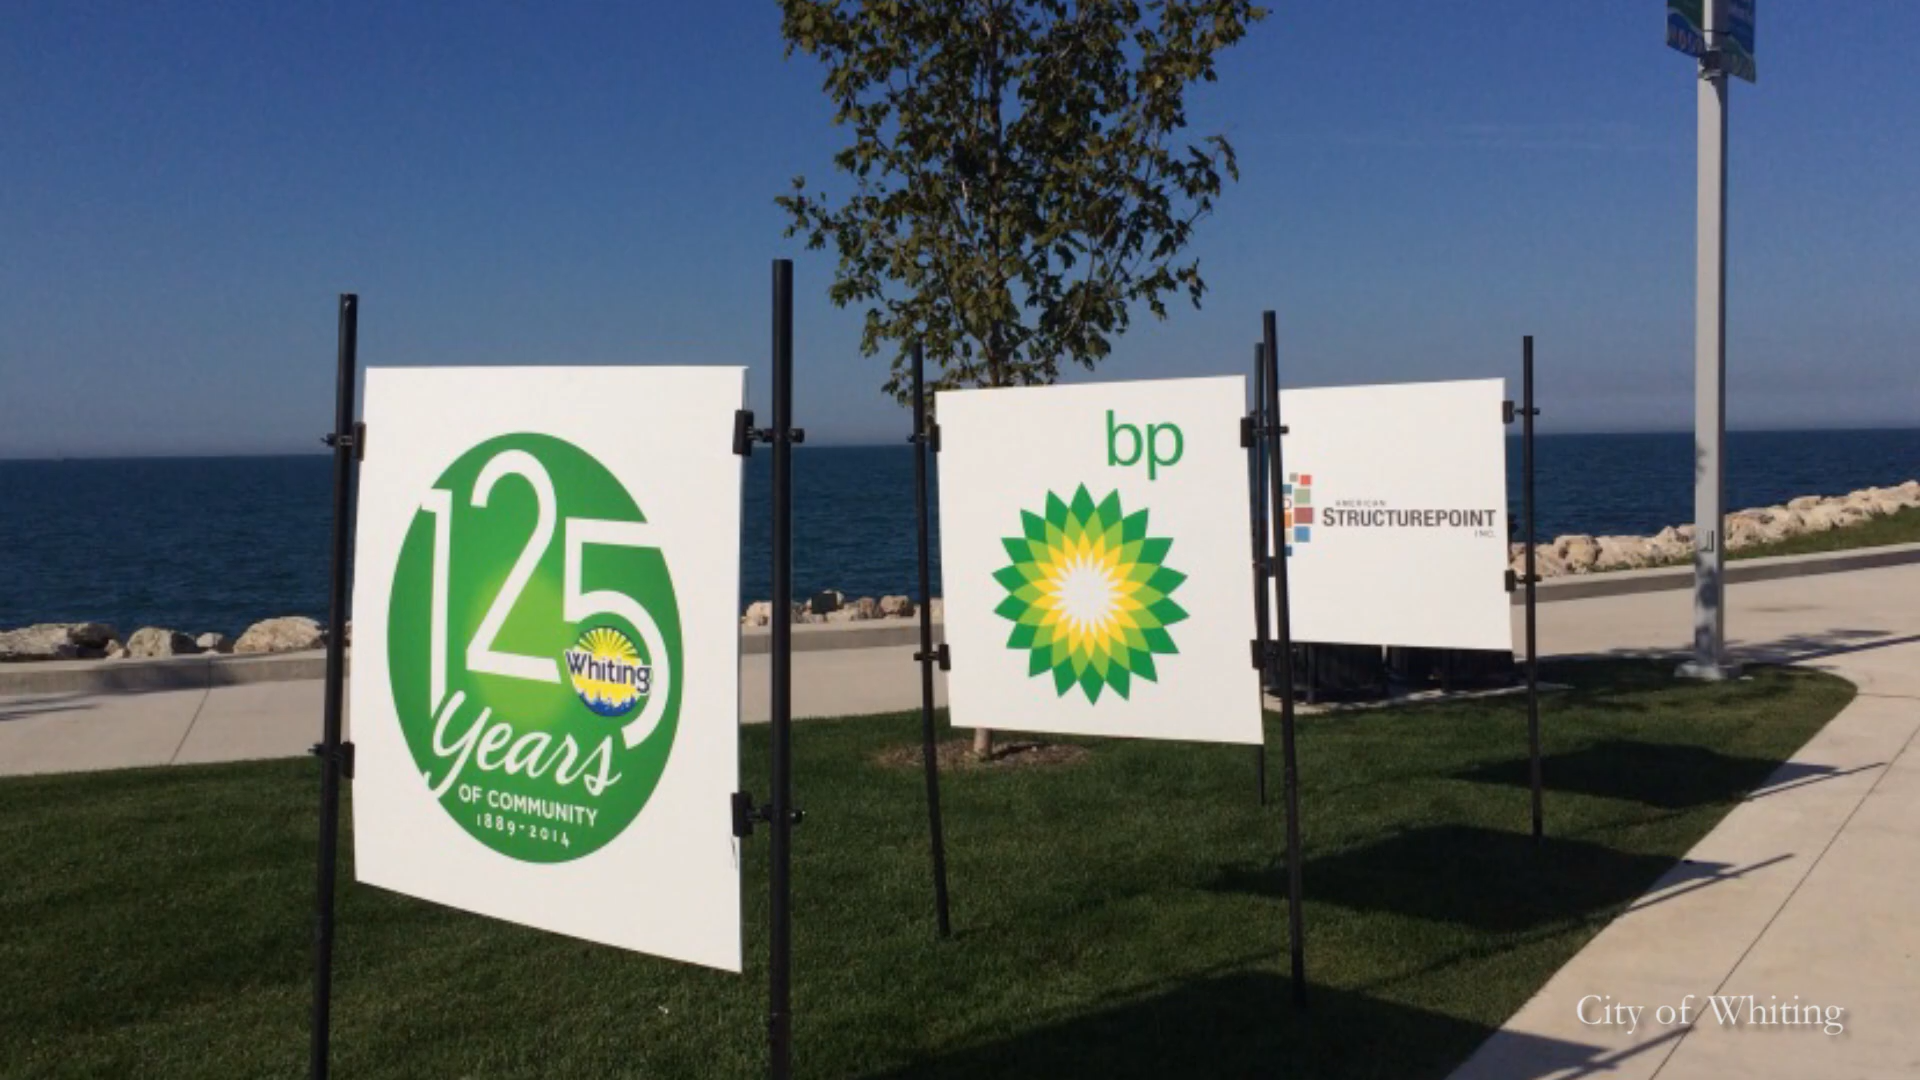 125
Whiting
Years
OF COMMUNITY
1889-2014
bp
AMERICAN
STRUCTUREPOINT
INC.
City of Whiting